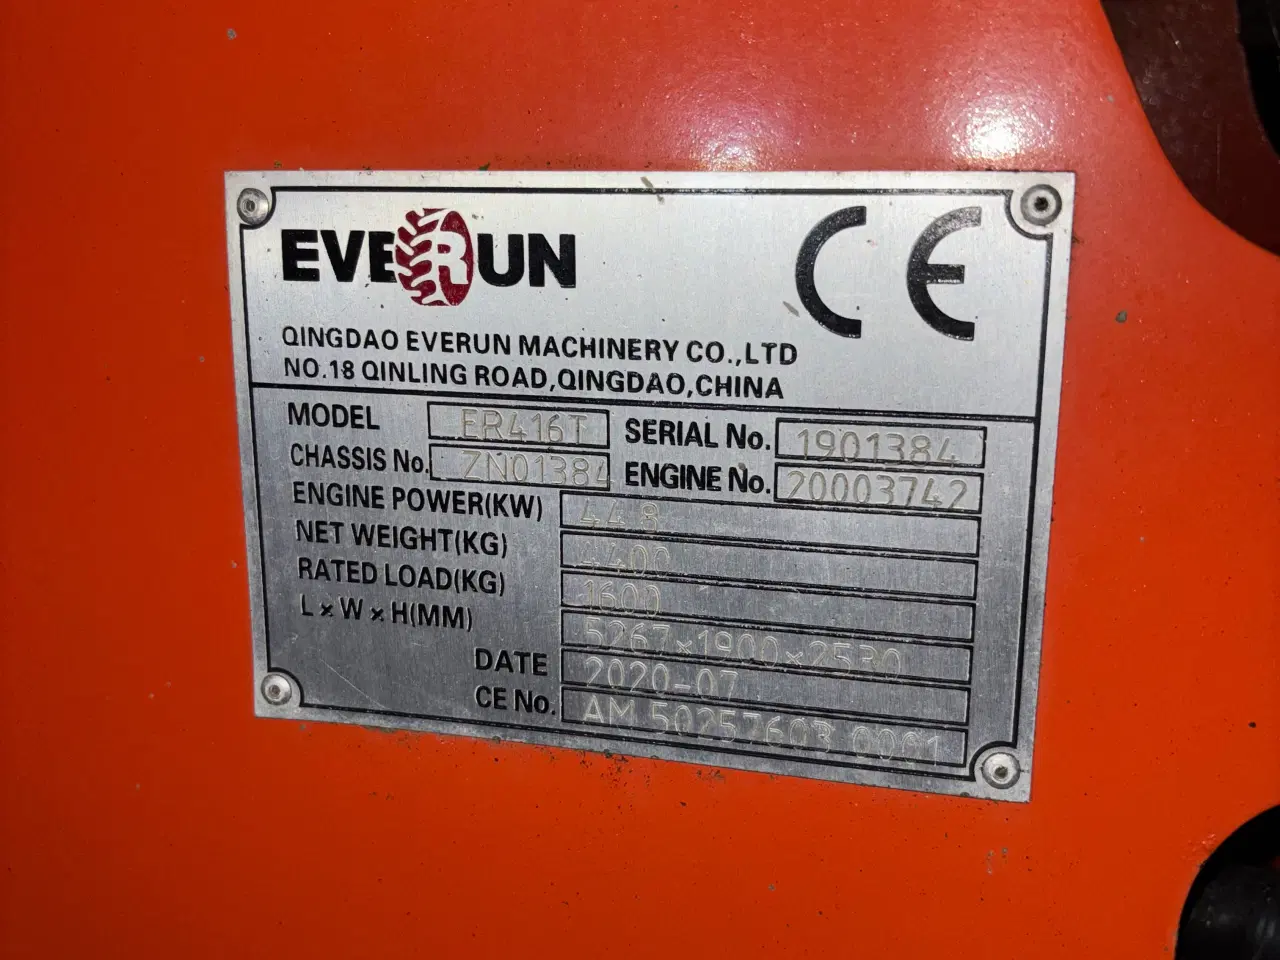 EVERUN CE
QINGDAO EVERUN MACHINERY CO.,LTD
NO.18 QINLING ROAD,QINGDAO,CHINA
MODEL ER416T SERIAL No. 1901384
CHASSIS No. ZN01384 ENGINE No. 20003742
ENGINE POWER(KW) 44.8
NET WEIGHT(KG) 4400
RATED LOAD(KG) 1600
L×W×H(MM) 5267×1900×2530
DATE 2020-07
CE No. AM 50257603 0001